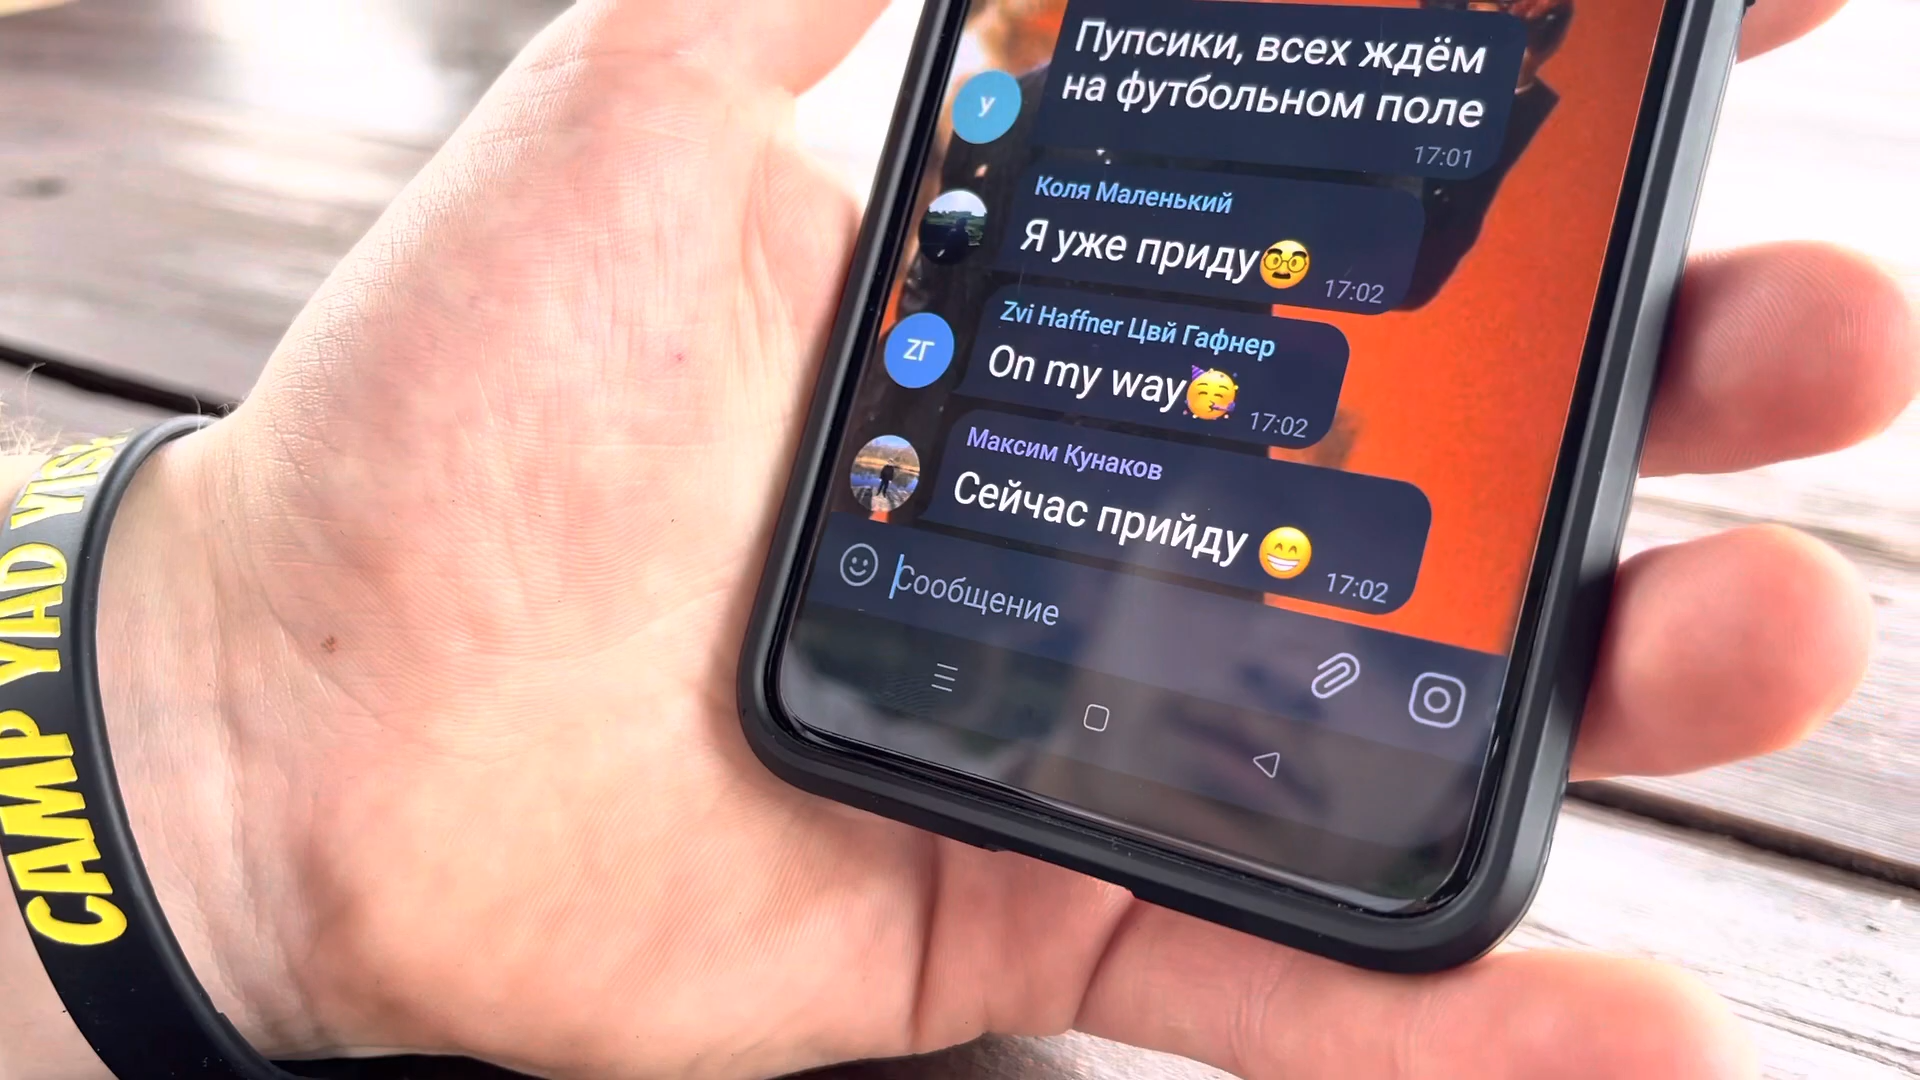 Пупсики, всех ждём
на футбольном поле
17:01
У
Коля Маленький
Я уже приду🥸
17:02
Zvi Haffner Цвй Гафнер
ZГ
On my way🥳
17:02
Максим Кунаков
Сейчас прийду 😁
17:02
Сообщение
CAMP YAD